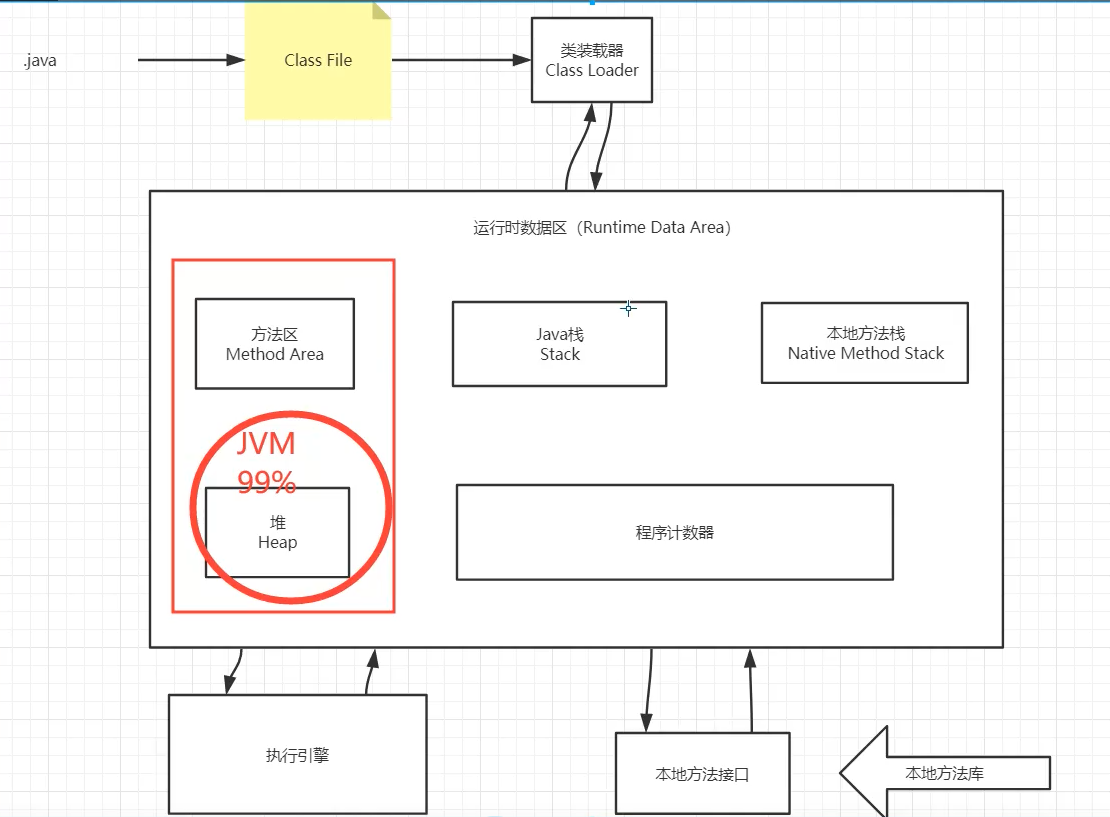 .java
Class File
类装载器
Class Loader
运行时数据区（Runtime Data Area）
方法区
Method Area
Java栈
Stack
本地方法栈
Native Method Stack
JVM
99%
堆
Heap
程序计数器
执行引擎
本地方法接口
本地方法库